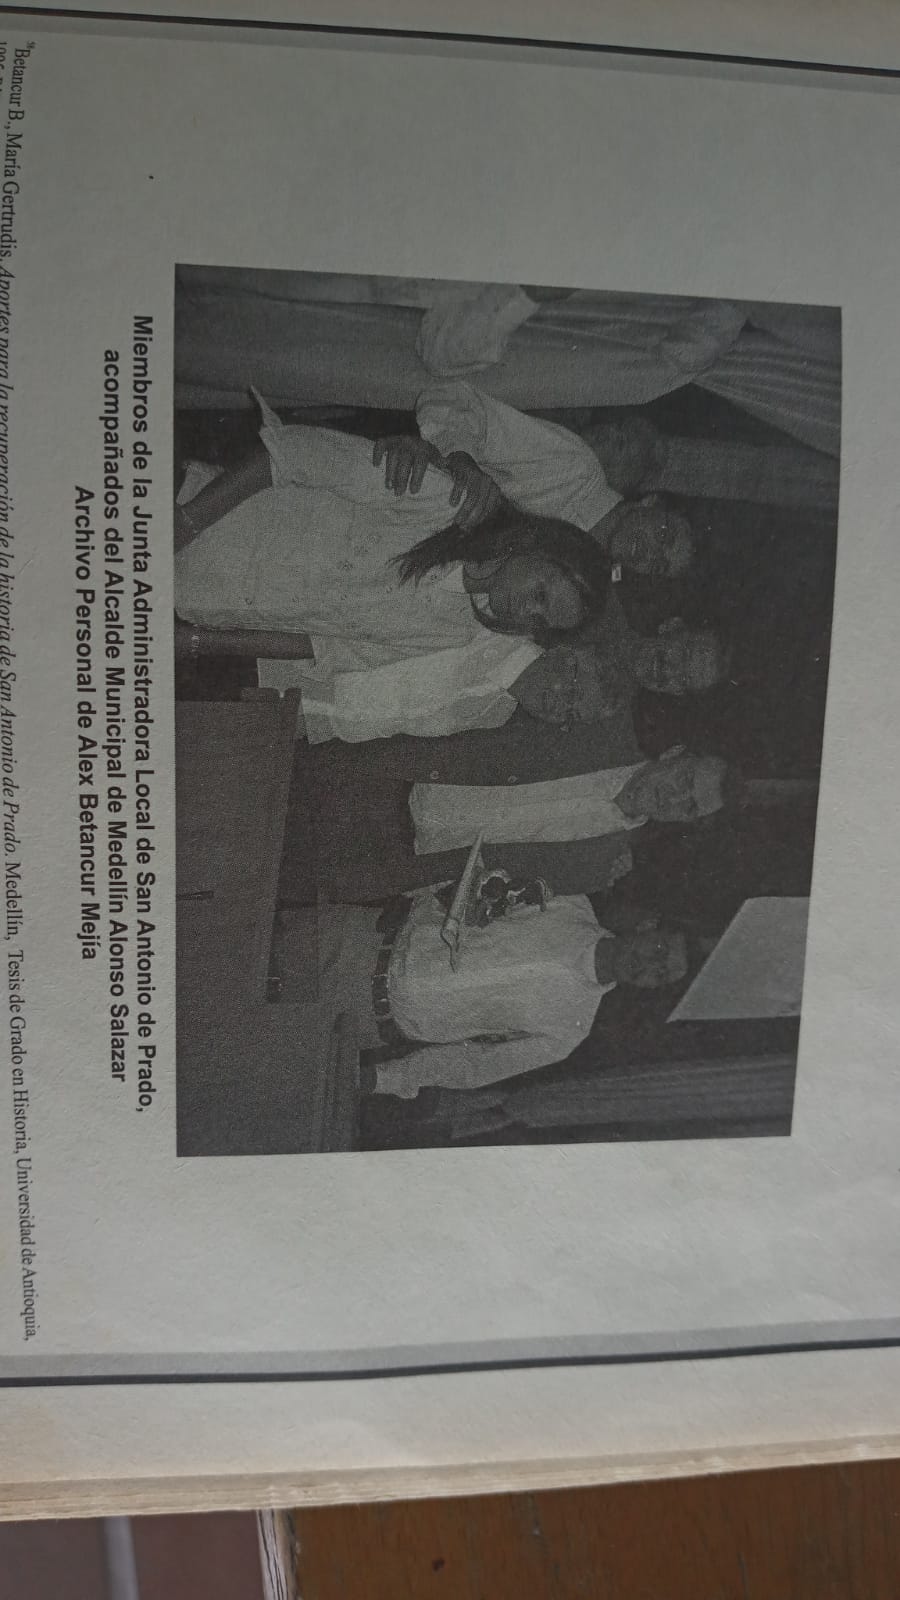 Miembros de la Junta Administradora Local de San Antonio de Prado,
acompañados del Alcalde Municipal de Medellín Alonso Salazar
Archivo Personal de Alex Betancur Mejía
Betancur B., María Gertrudis. Aportes para la recuperación de la historia de San Antonio de Prado. Medellín, Tesis de Grado en Historia, Universidad de Antioquia,